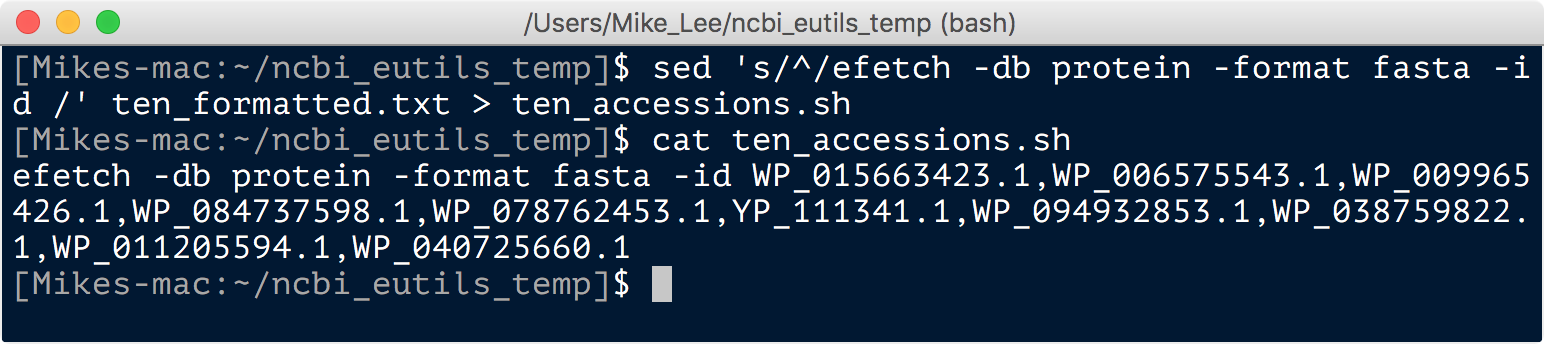 /Users/Mike_Lee/ncbi_eutils_temp (bash)
[Mikes-mac:~/ncbi_eutils_temp]$ sed 's/^/efetch -db protein -format fasta -i
d /' ten_formatted.txt > ten_accessions.sh
[Mikes-mac:~/ncbi_eutils_temp]$ cat ten_accessions.sh
efetch -db protein -format fasta -id WP_015663423.1,WP_006575543.1,WP_009965
426.1,WP_084737598.1,WP_078762453.1,YP_111341.1,WP_094932853.1,WP_038759822.
1,WP_011205594.1,WP_040725660.1
[Mikes-mac:~/ncbi_eutils_temp]$